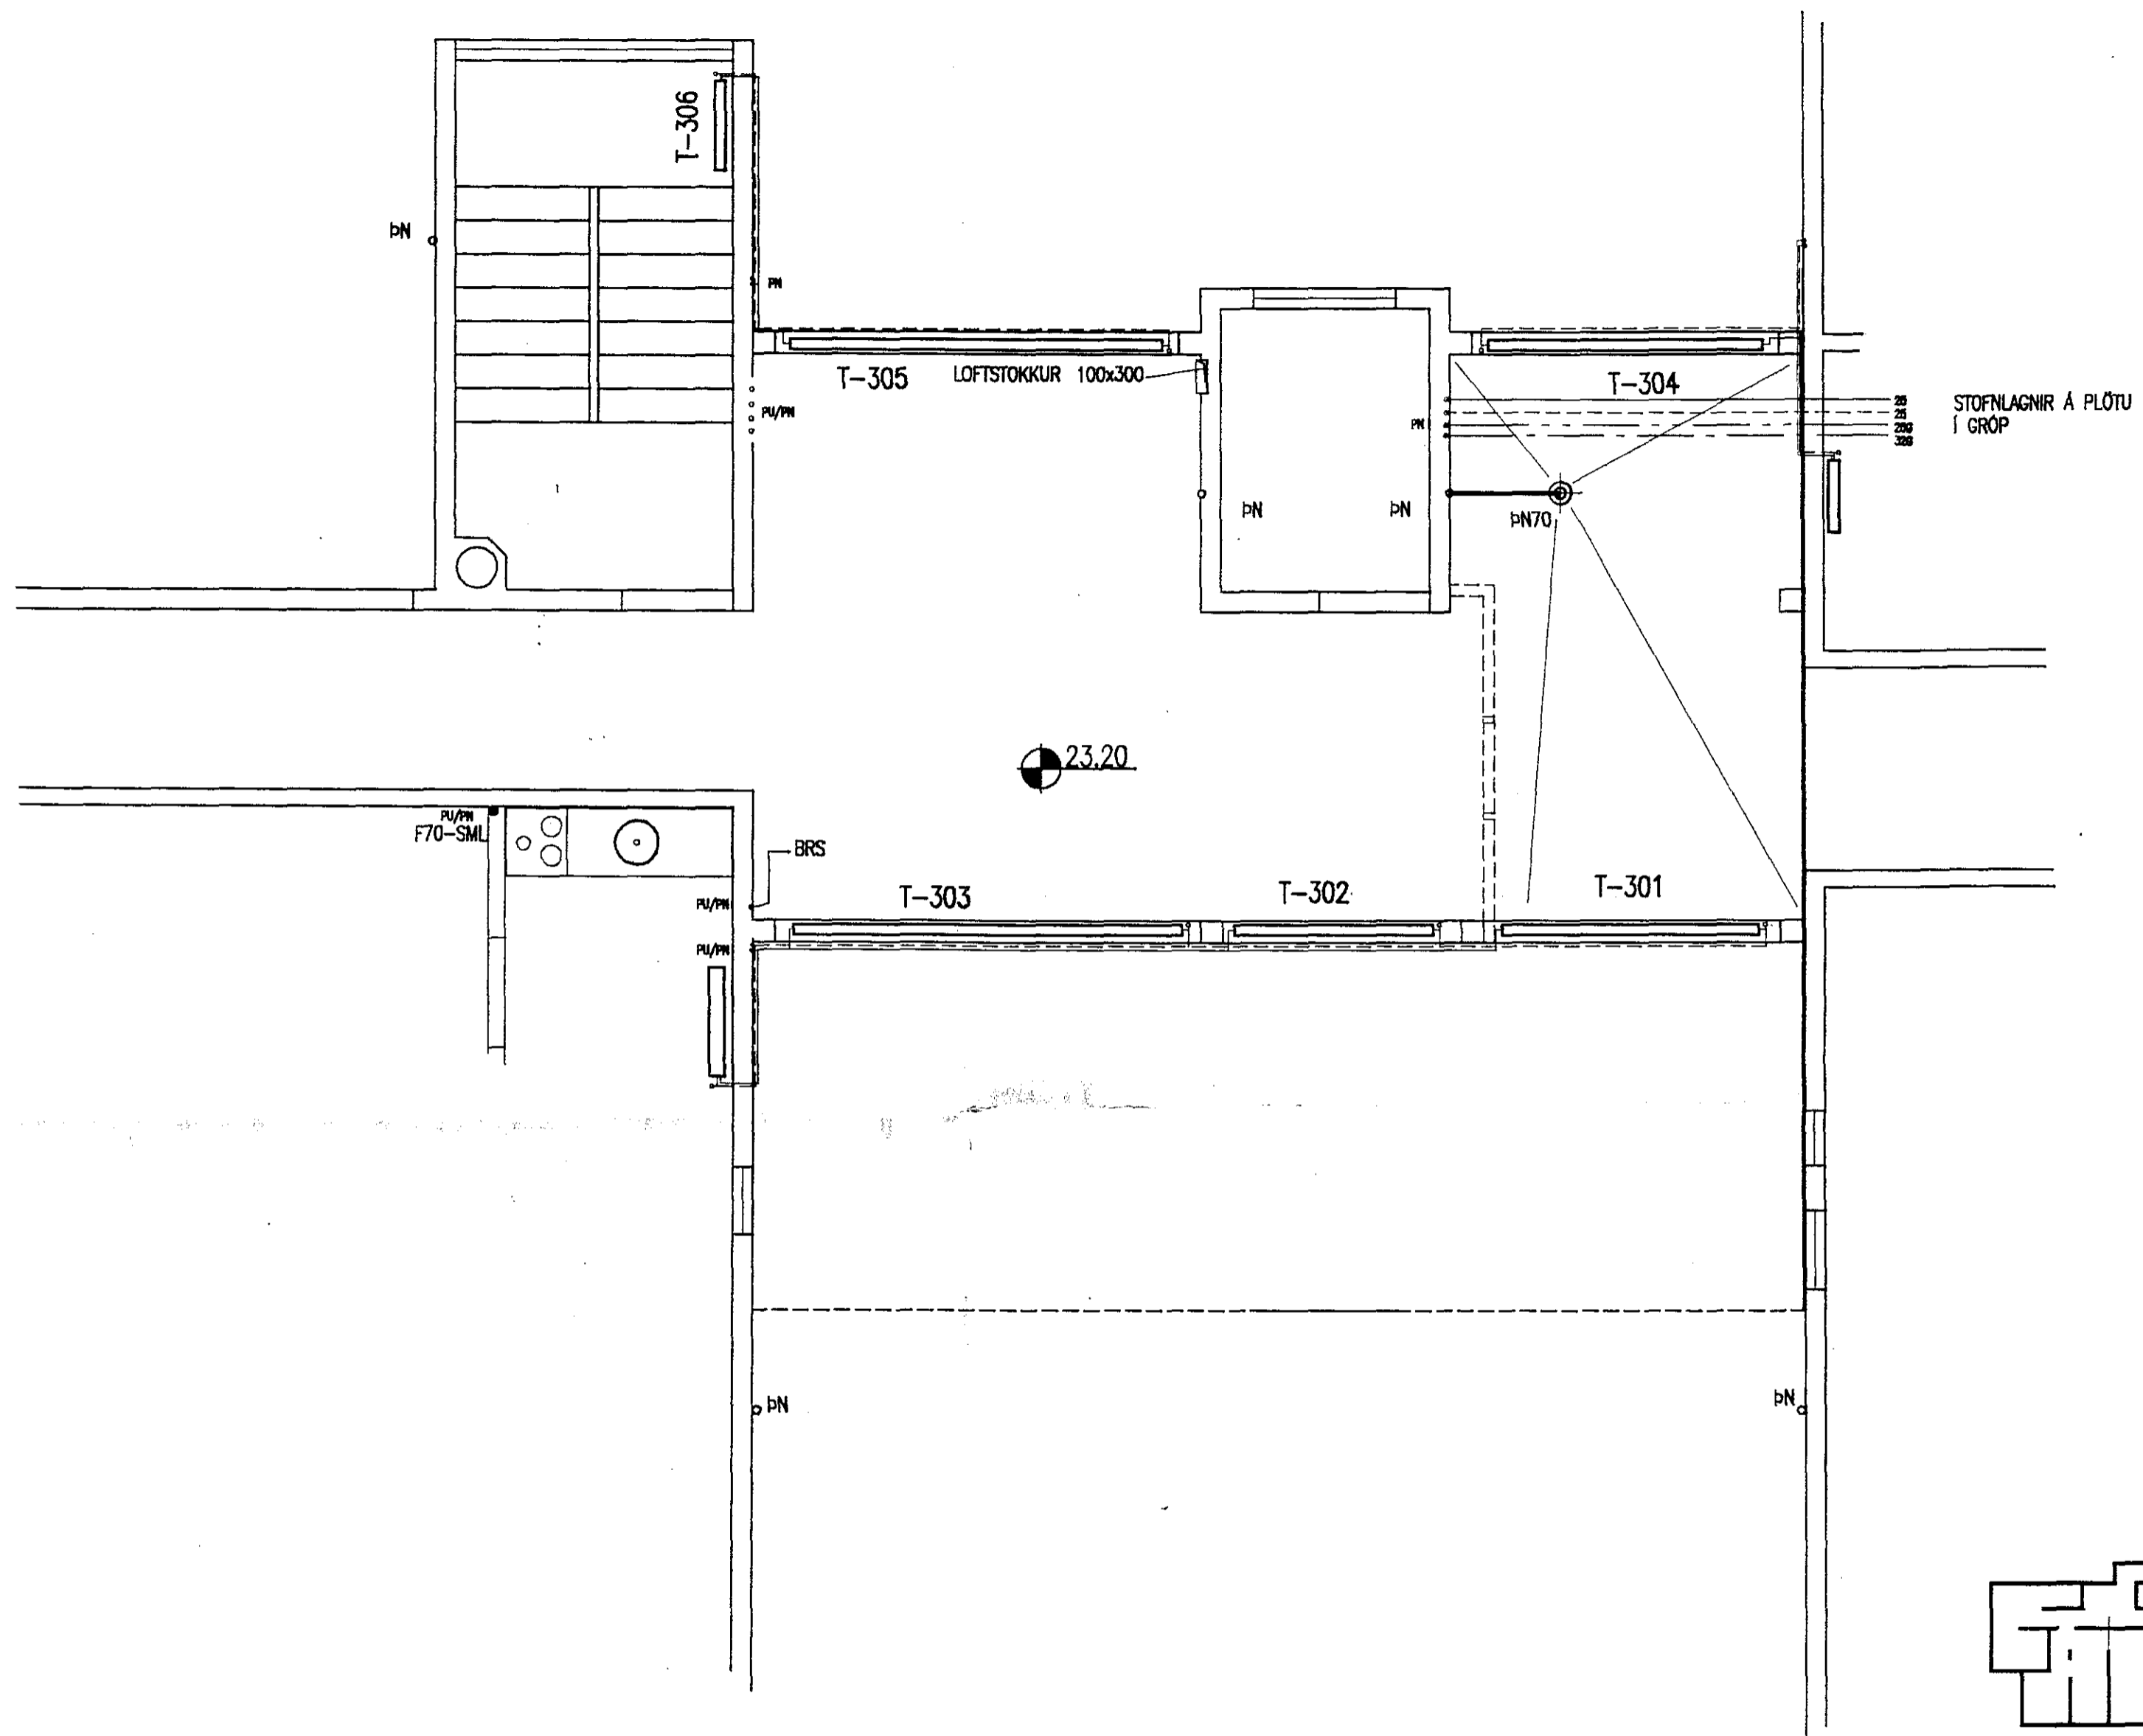 T-306
ÞN
PN
T-305
LOFTSTOKKUR 100x300
T-304
PU/PN
PN
STOFNLAGNIR Á PLÖTU
Í GRÓP
ÞN
ÞN
ÞN70
23.20
PU/PN
F70-SML
BRS
T-303
T-302
T-301
PU/PN
PU/PN
ÞN
ÞN